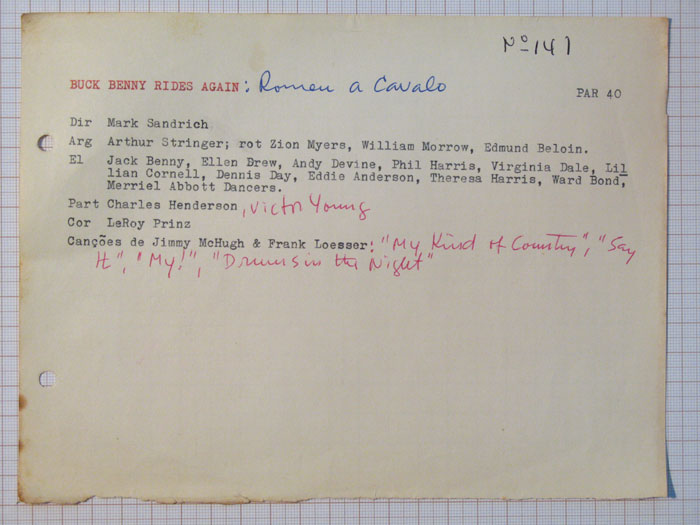 Nº 141
BUCK BENNY RIDES AGAIN: Romeu a Cavalo PAR 40
Dir Mark Sandrich
Arg Arthur Stringer; rot Zion Myers, William Morrow, Edmund Beloin.
El Jack Benny, Ellen Brew, Andy Devine, Phil Harris, Virginia Dale, Lil
lian Cornell, Dennis Day, Eddie Anderson, Theresa Harris, Ward Bond,
Merriel Abbott Dancers.
Part Charles Henderson, Victor Young
Cor LeRoy Prinz
Canções de Jimmy McHugh & Frank Loesser: "My Kind of Country", "Say
It", "My!", "Drums in the Night"